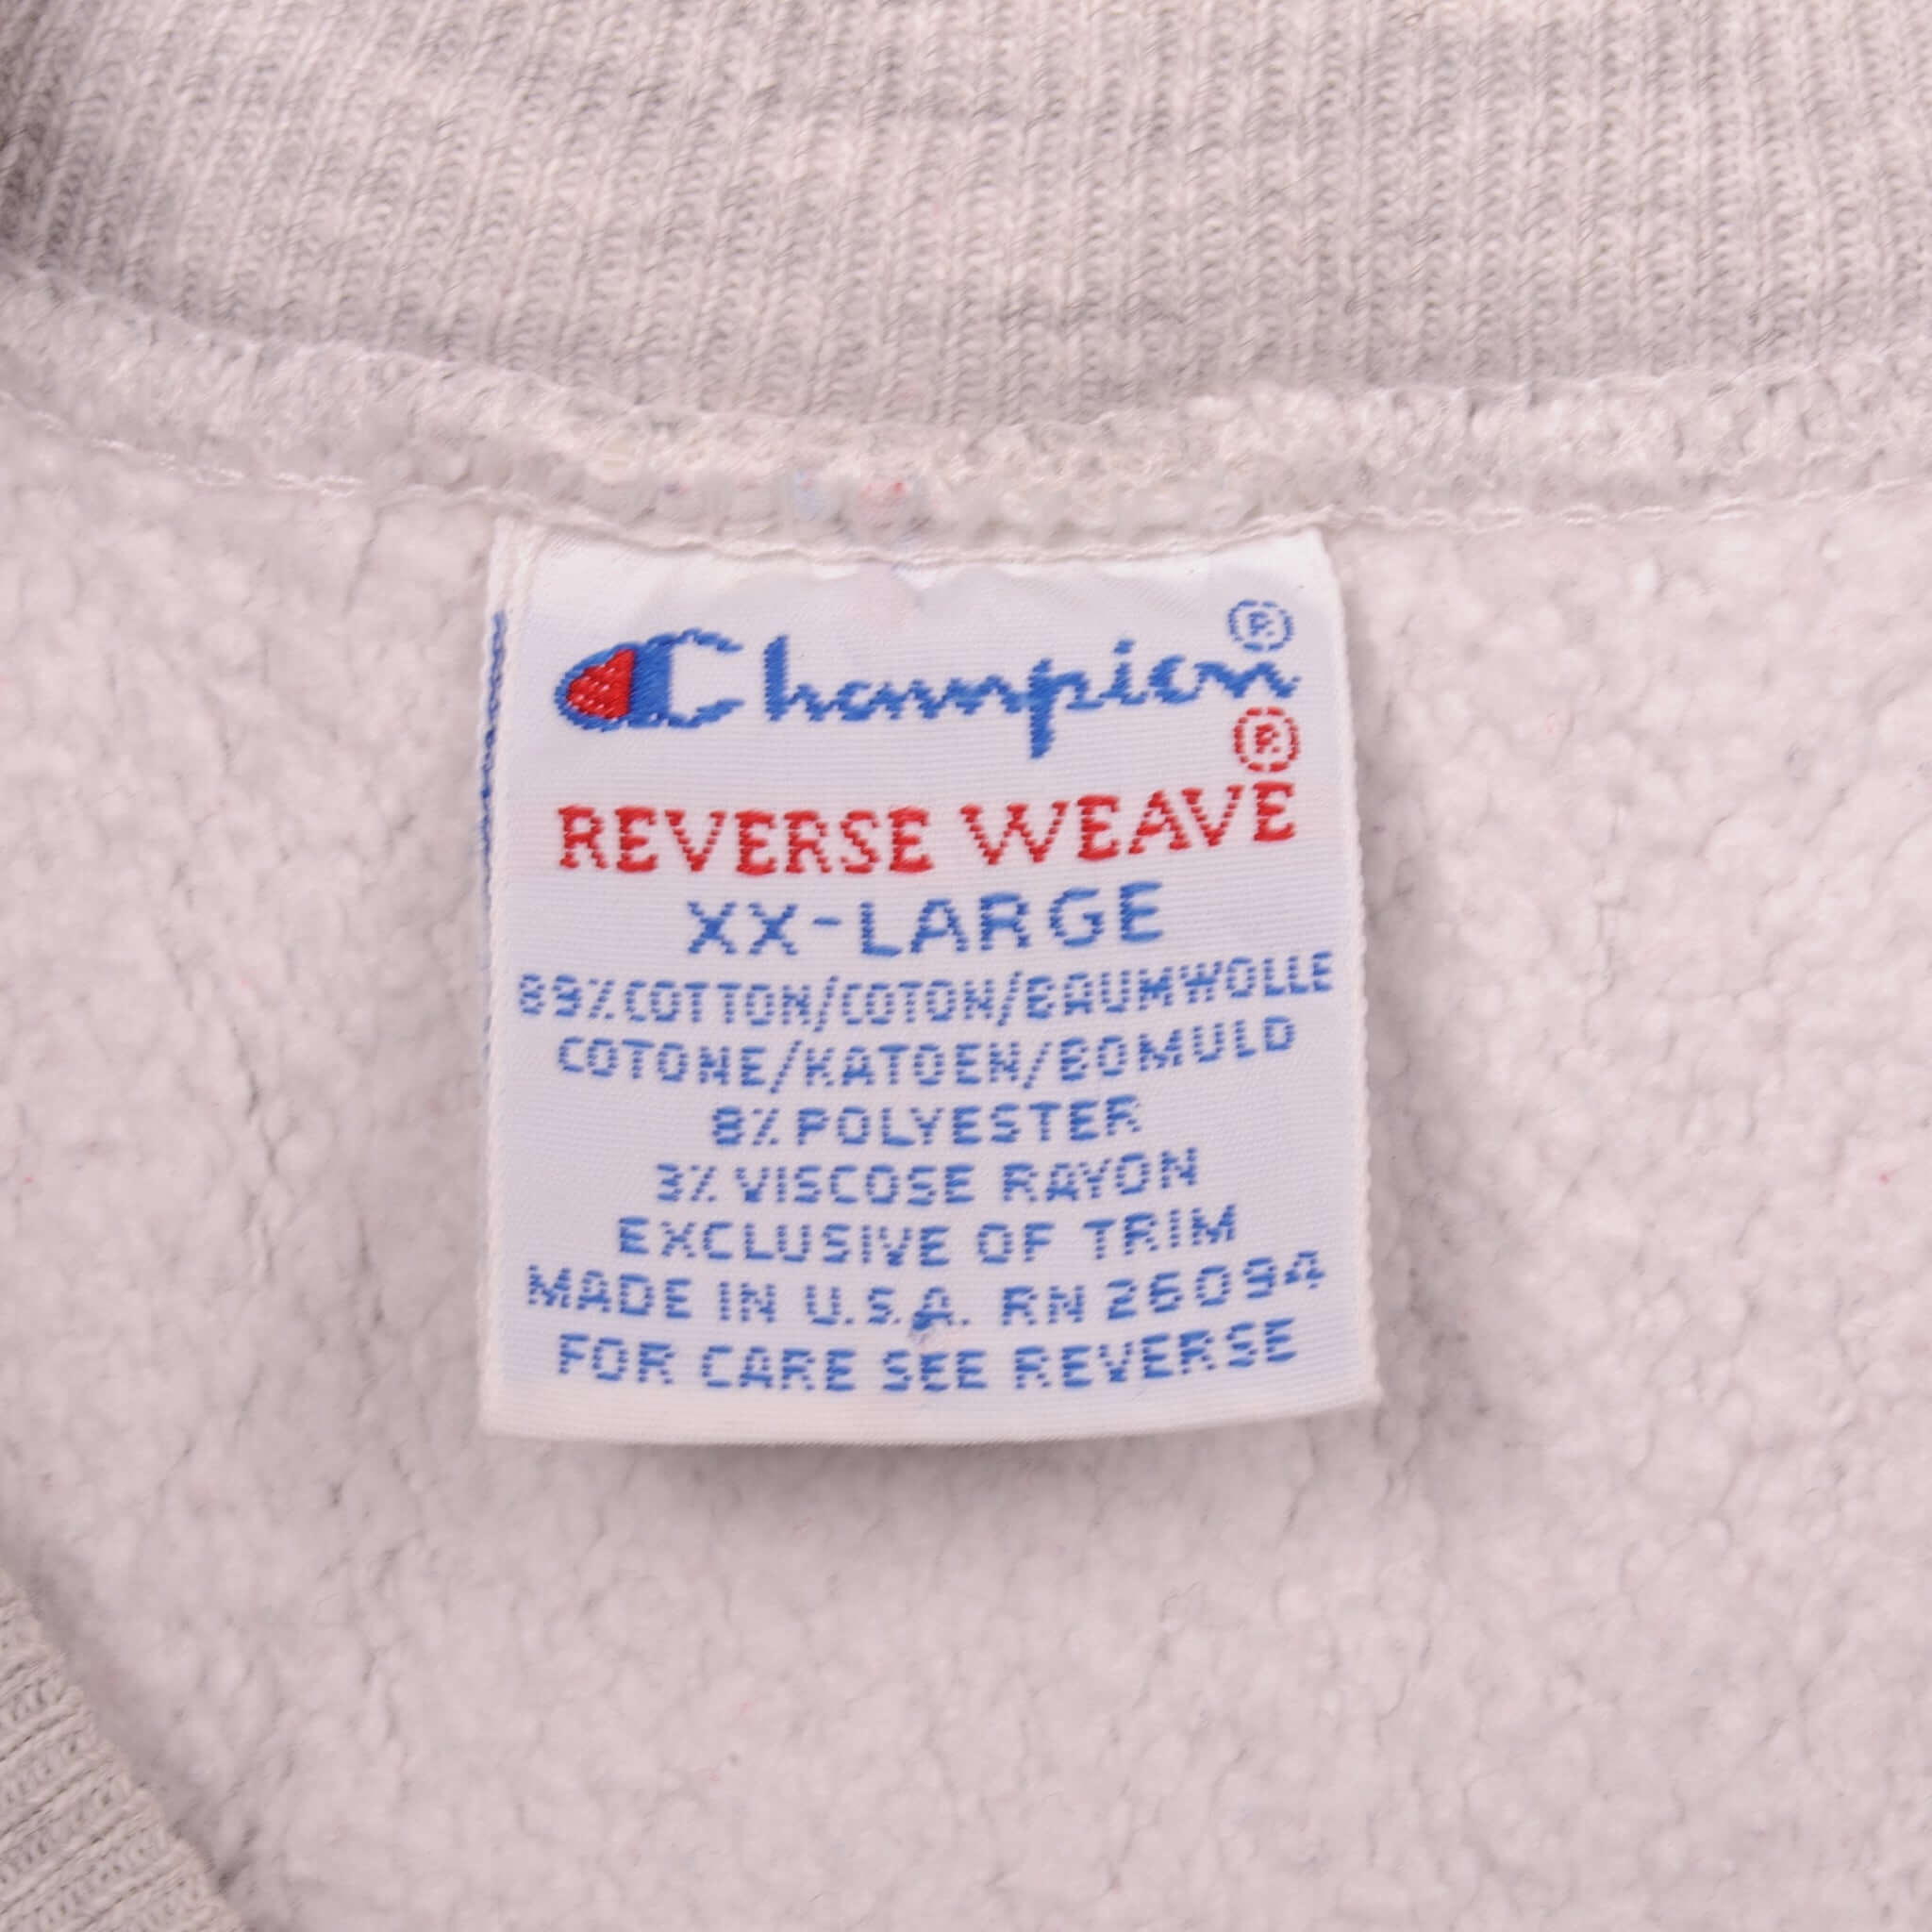 Champion®
®
REVERSE WEAVE
XX-LARGE
89% COTTON/COTON/BAUMWOLLE
COTONE/KATOEN/BOMULD
8% POLYESTER
3% VISCOSE RAYON
EXCLUSIVE OF TRIM
MADE IN U.S.A. RN 26094
FOR CARE SEE REVERSE